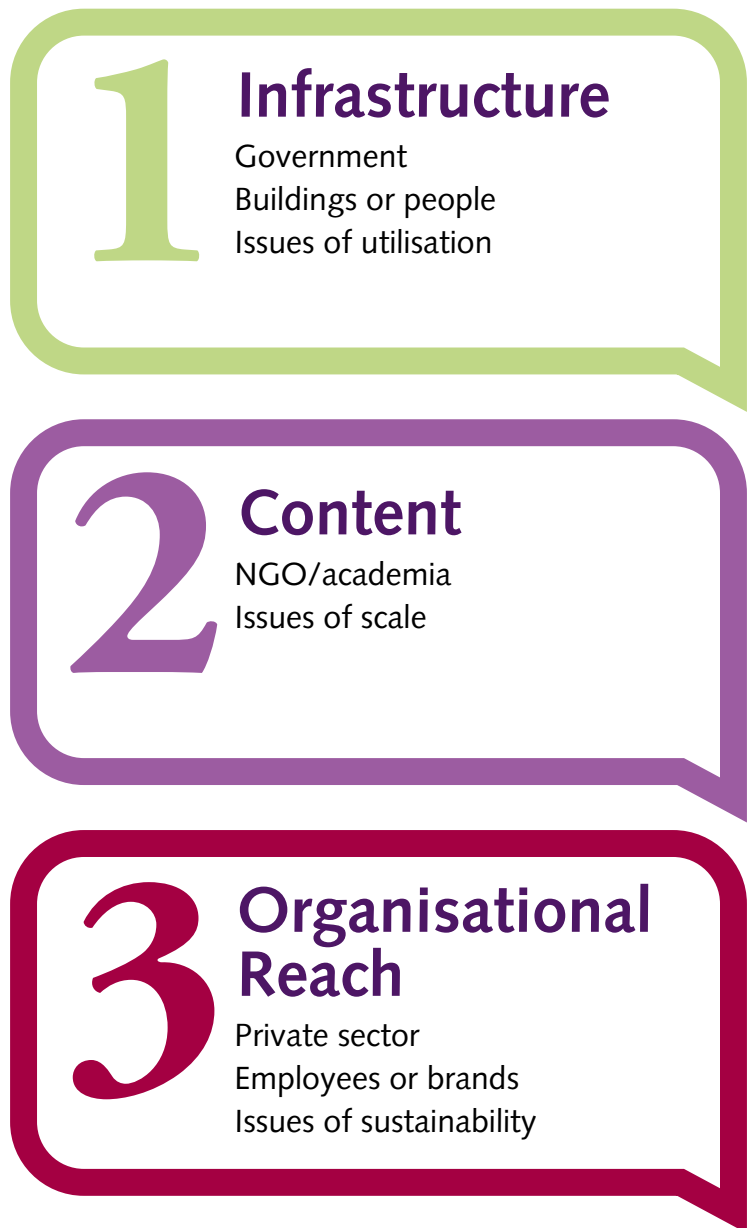 1
Infrastructure
Government
Buildings or people
Issues of utilisation
2
Content
NGO/academia
Issues of scale
3
Organisational
Reach
Private sector
Employees or brands
Issues of sustainability